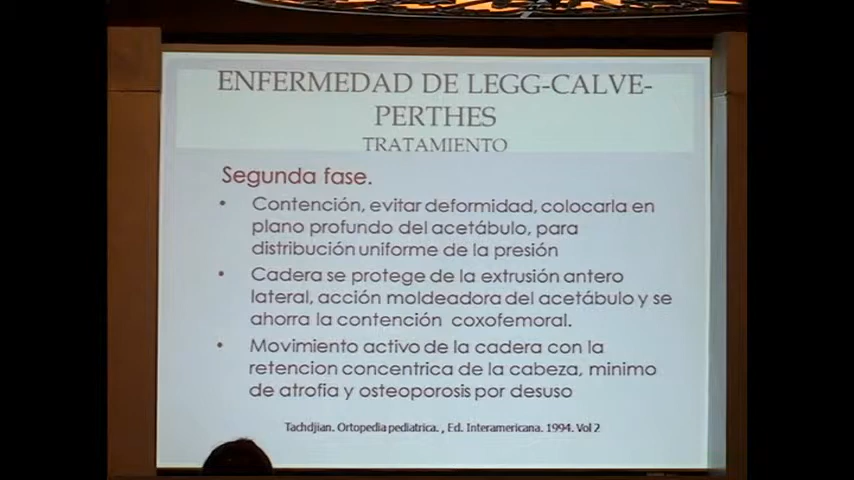 ENFERMEDAD DE LEGG-CALVE-
PERTHES
TRATAMIENTO
Segunda fase.
• Contención, evitar deformidad, colocarla en
plano profundo del acetábulo, para
distribución uniforme de la presión
• Cadera se protege de la extrusión antero
lateral, acción moldeadora del acetábulo y se
ahorra la contención coxofemoral.
• Movimiento activo de la cadera con la
retencion concentrica de la cabeza, minimo
de atrofia y osteoporosis por desuso
Tachdjian. Ortopedia pediatrica. , Ed. Interamericana. 1994. Vol 2